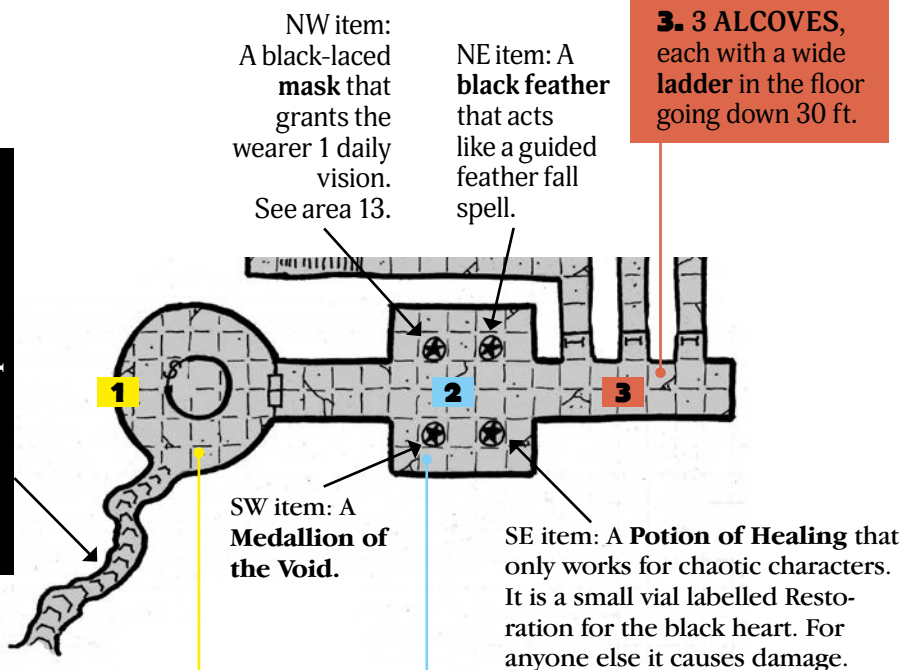 NW item:
A black-laced
mask that
grants the
wearer 1 daily
vision.
See area 13.
NE item: A
black feather
that acts
like a guided
feather fall
spell.
3. 3 ALCOVES,
each with a wide
ladder in the floor
going down 30 ft.
S
1
2
3
SW item: A
Medallion of
the Void.
SE item: A Potion of Healing that
only works for chaotic characters.
It is a small vial labelled Resto-
ration for the black heart. For
anyone else it causes damage.